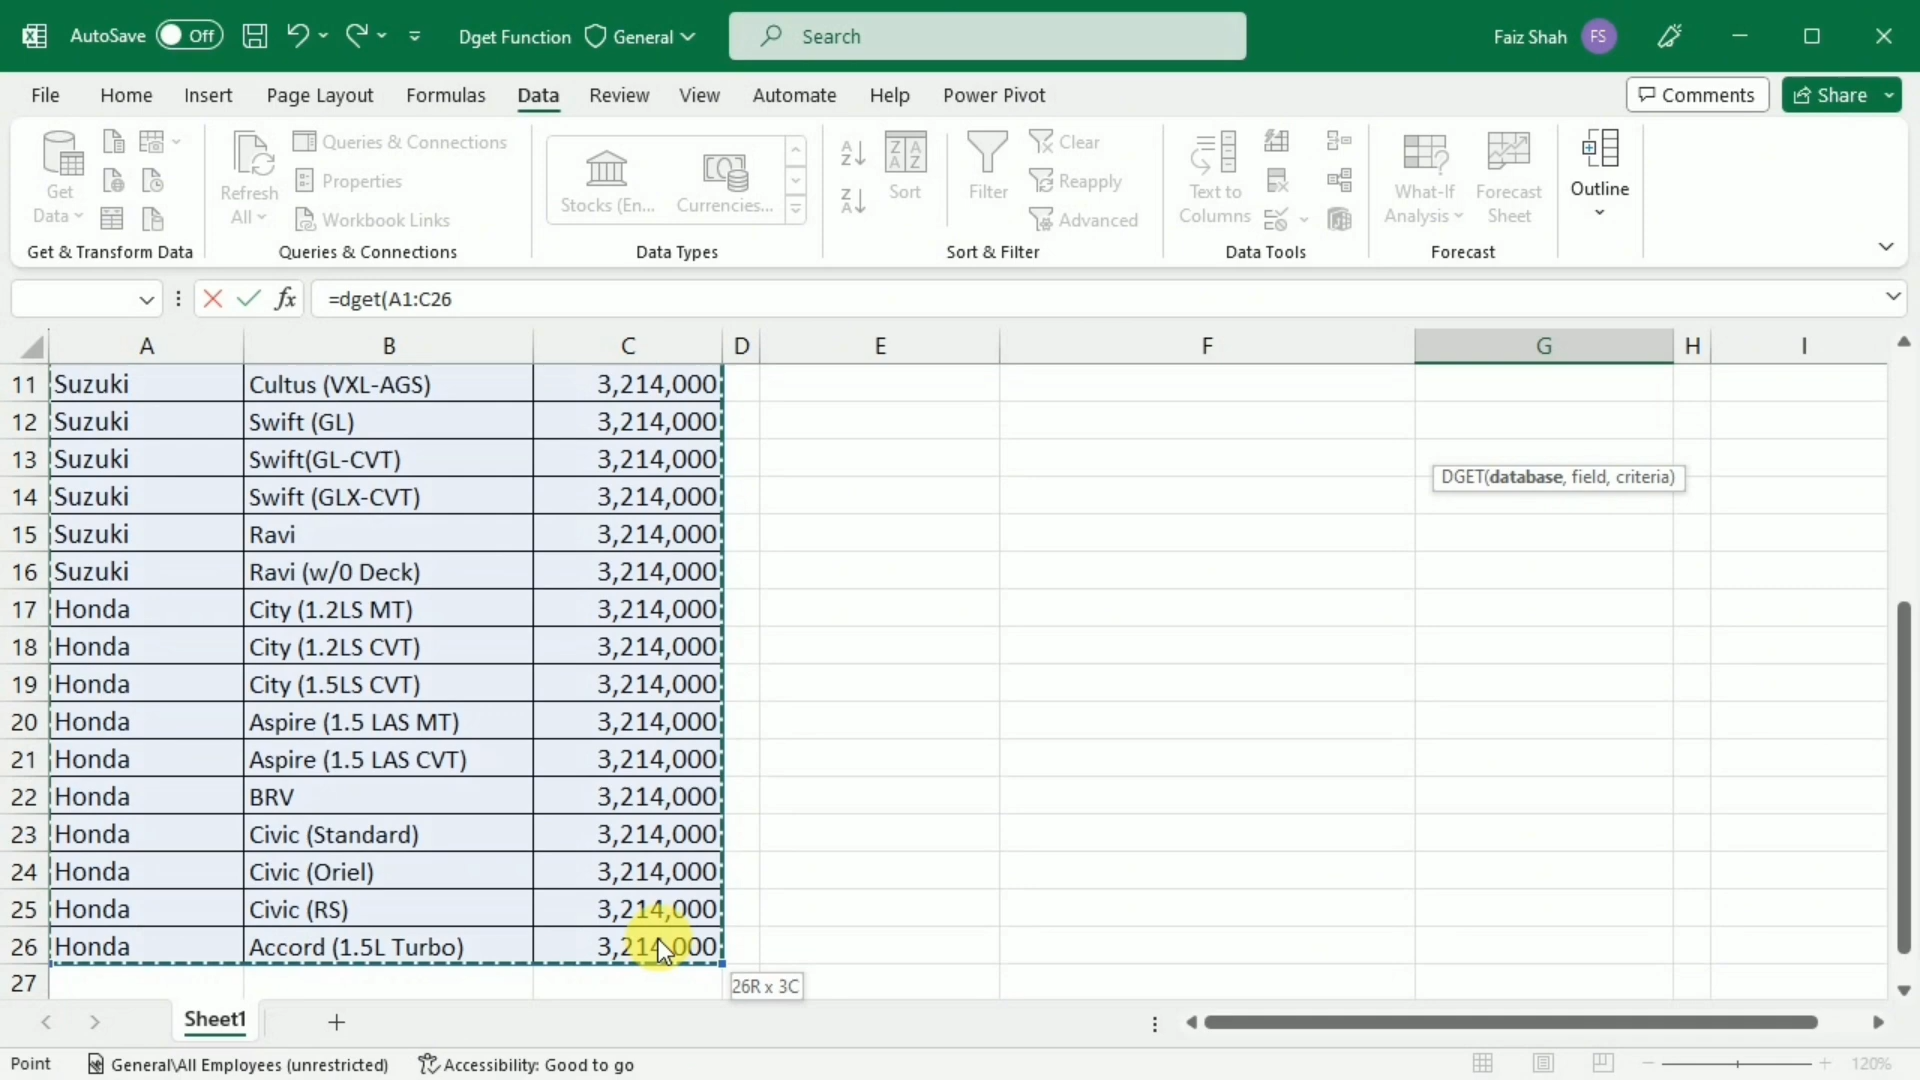 AutoSave Off Dget Function General Search Faiz Shah FS
File Home Insert Page Layout Formulas Data Review View Automate Help Power Pivot Comments Share
Get Data
Refresh All
Queries & Connections
Properties
Workbook Links
Stocks (En... Currencies...
Sort
Filter
Clear
Reapply
Advanced
Text to Columns
What-If Analysis
Forecast Sheet
Outline
Get & Transform Data Queries & Connections Data Types Sort & Filter Data Tools Forecast
fx =dget(A1:C26
A B C D E F G H I
11 Suzuki Cultus (VXL-AGS) 3,214,000
12 Suzuki Swift (GL) 3,214,000
13 Suzuki Swift(GL-CVT) 3,214,000
DGET(database, field, criteria)
14 Suzuki Swift (GLX-CVT) 3,214,000
15 Suzuki Ravi 3,214,000
16 Suzuki Ravi (w/0 Deck) 3,214,000
17 Honda City (1.2LS MT) 3,214,000
18 Honda City (1.2LS CVT) 3,214,000
19 Honda City (1.5LS CVT) 3,214,000
20 Honda Aspire (1.5 LAS MT) 3,214,000
21 Honda Aspire (1.5 LAS CVT) 3,214,000
22 Honda BRV 3,214,000
23 Honda Civic (Standard) 3,214,000
24 Honda Civic (Oriel) 3,214,000
25 Honda Civic (RS) 3,214,000
26 Honda Accord (1.5L Turbo) 3,214,000
27
26R x 3C
Sheet1
Point General\All Employees (unrestricted) Accessibility: Good to go 120%